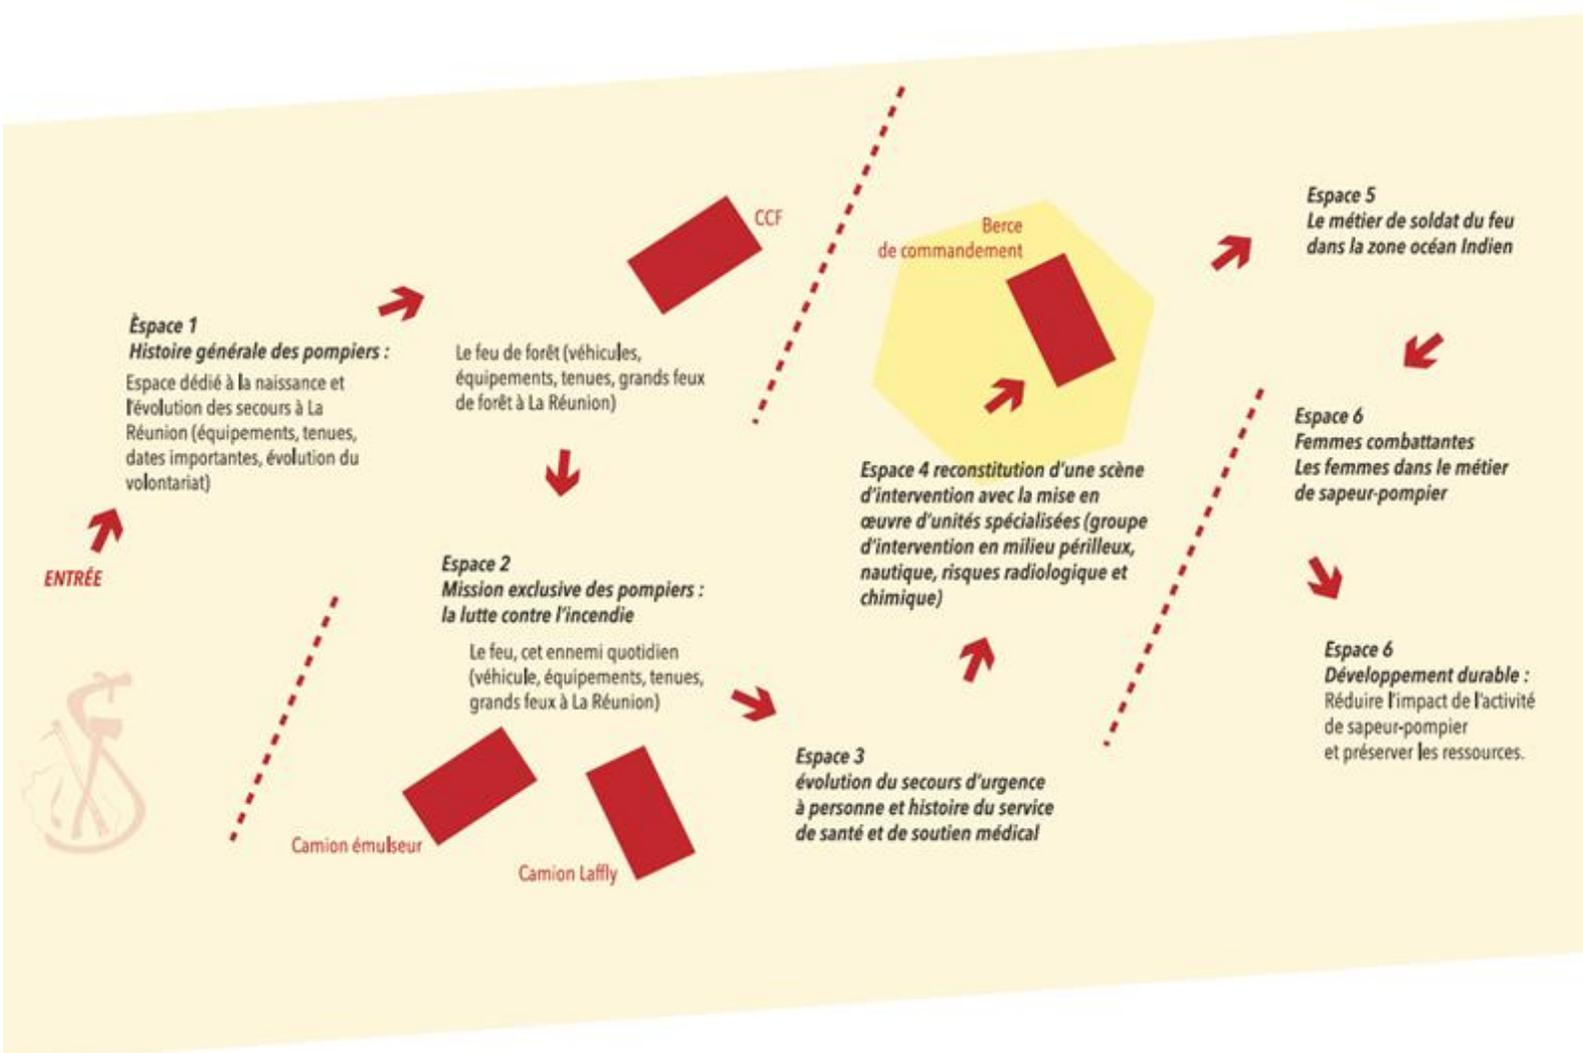 ENTRÉE
Èspace 1
Histoire générale des pompiers :
Espace dédié à la naissance et
l'évolution des secours à La
Réunion (équipements, tenues,
dates importantes, évolution du
volontariat)
CCF
Le feu de forêt (véhicules,
équipements, tenues, grands feux
de forêt à La Réunion)
Espace 2
Mission exclusive des pompiers :
la lutte contre l'incendie
Le feu, cet ennemi quotidien
(véhicule, équipements, tenues,
grands feux à La Réunion)
Camion émulseur
Camion Laffly
Espace 3
évolution du secours d'urgence
à personne et histoire du service
de santé et de soutien médical
Berce
de commandement
Espace 4 reconstitution d'une scène
d'intervention avec la mise en
œuvre d'unités spécialisées (groupe
d'intervention en milieu périlleux,
nautique, risques radiologique et
chimique)
Espace 5
Le métier de soldat du feu
dans la zone océan Indien
Espace 6
Femmes combattantes
Les femmes dans le métier
de sapeur-pompier
Espace 6
Développement durable :
Réduire l'impact de l'activité
de sapeur-pompier
et préserver les ressources.